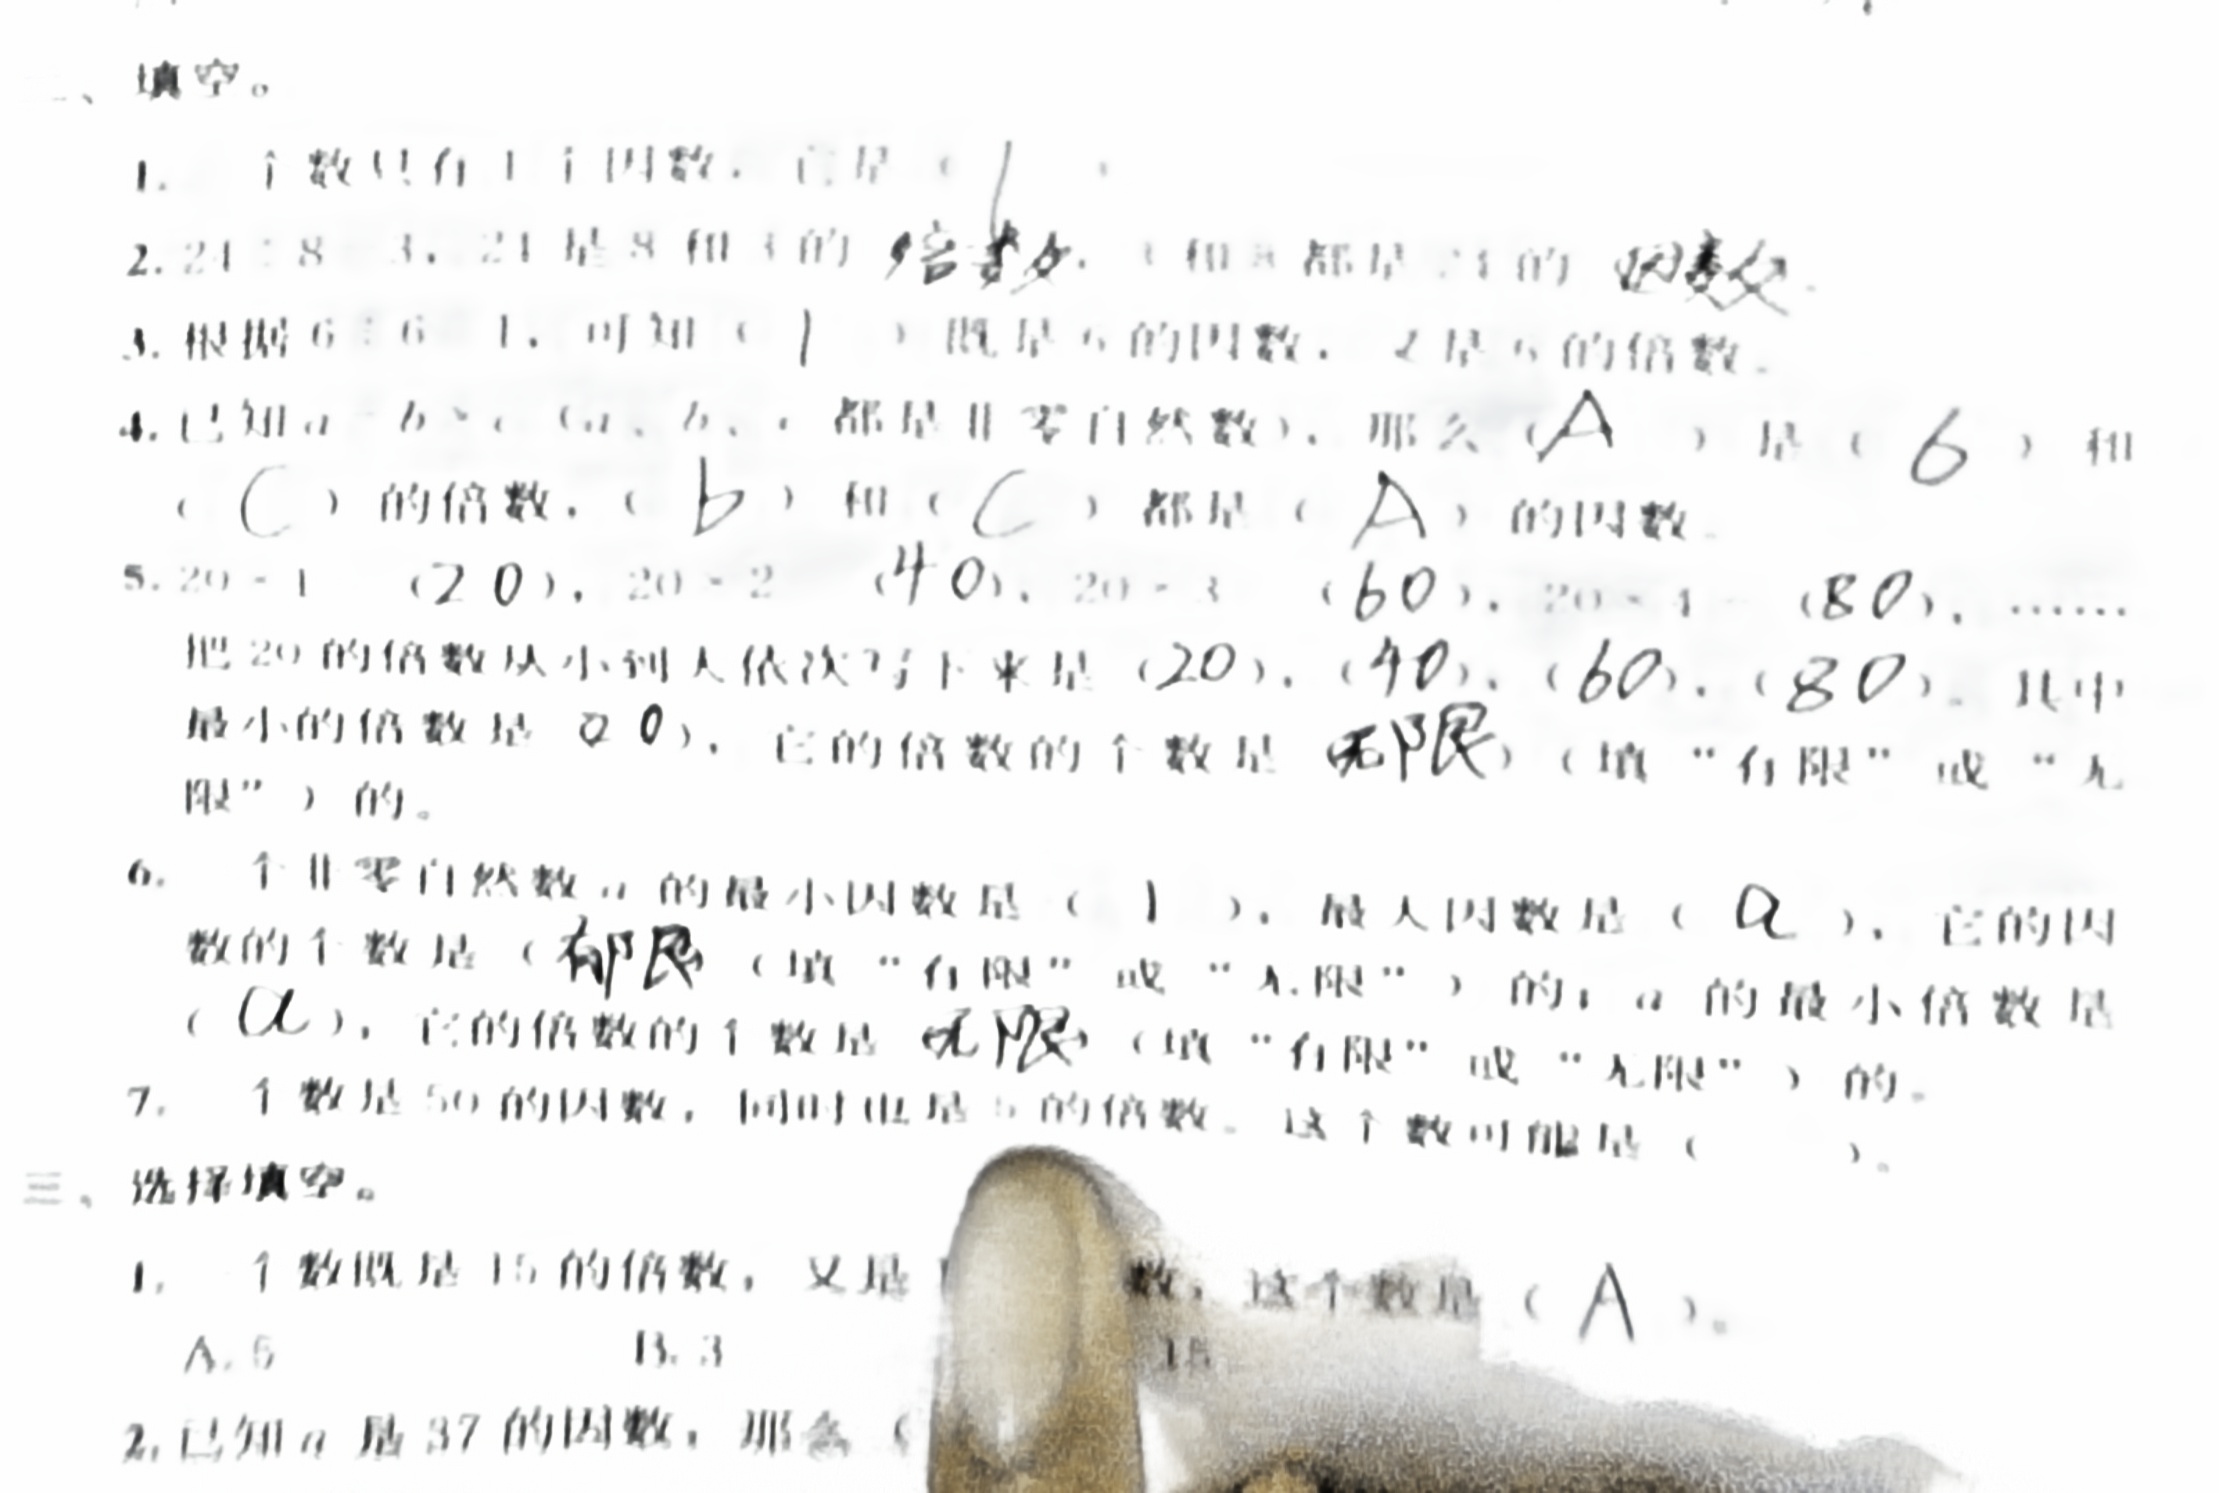 二、填空。
1. 一个数只有1个因数，它是（ 1 ）
2. 24÷8=3，24是8和3的 倍数，3和8都是24的 因数。
3. 根据6÷6=1，可知（ 1 ）既是6的因数，又是6的倍数。
4. 已知a=b×c（a、b、c都是非零自然数），那么（A）是（ 6 ）和
（ C ）的倍数，（ b ）和（ C ）都是（ A ）的因数。
5. 20×1=（20），20×2=（40），20×3=（60），20×4=（80），……
把20的倍数从小到大依次写下来是（20），（40），（60），（80）。其中
最小的倍数是 20），它的倍数的个数是 无限）（填“有限”或“无
限”）的。
6. 一个非零自然数a的最小因数是（ 1 ），最大因数是（ a ），它的因
数的个数是（有限（填“有限”或“无限”）的；a的最小倍数是
（ a ），它的倍数的个数是 无限（填“有限”或“无限”）的。
7. 一个数是50的因数，同时也是5的倍数。这个数可能是（ ）。
三、选择填空。
1. 一个数既是15的倍数，又是 数，这个数是（ A ）。
A. 5 B. 3 15
2. 已知a是37的因数，那么（